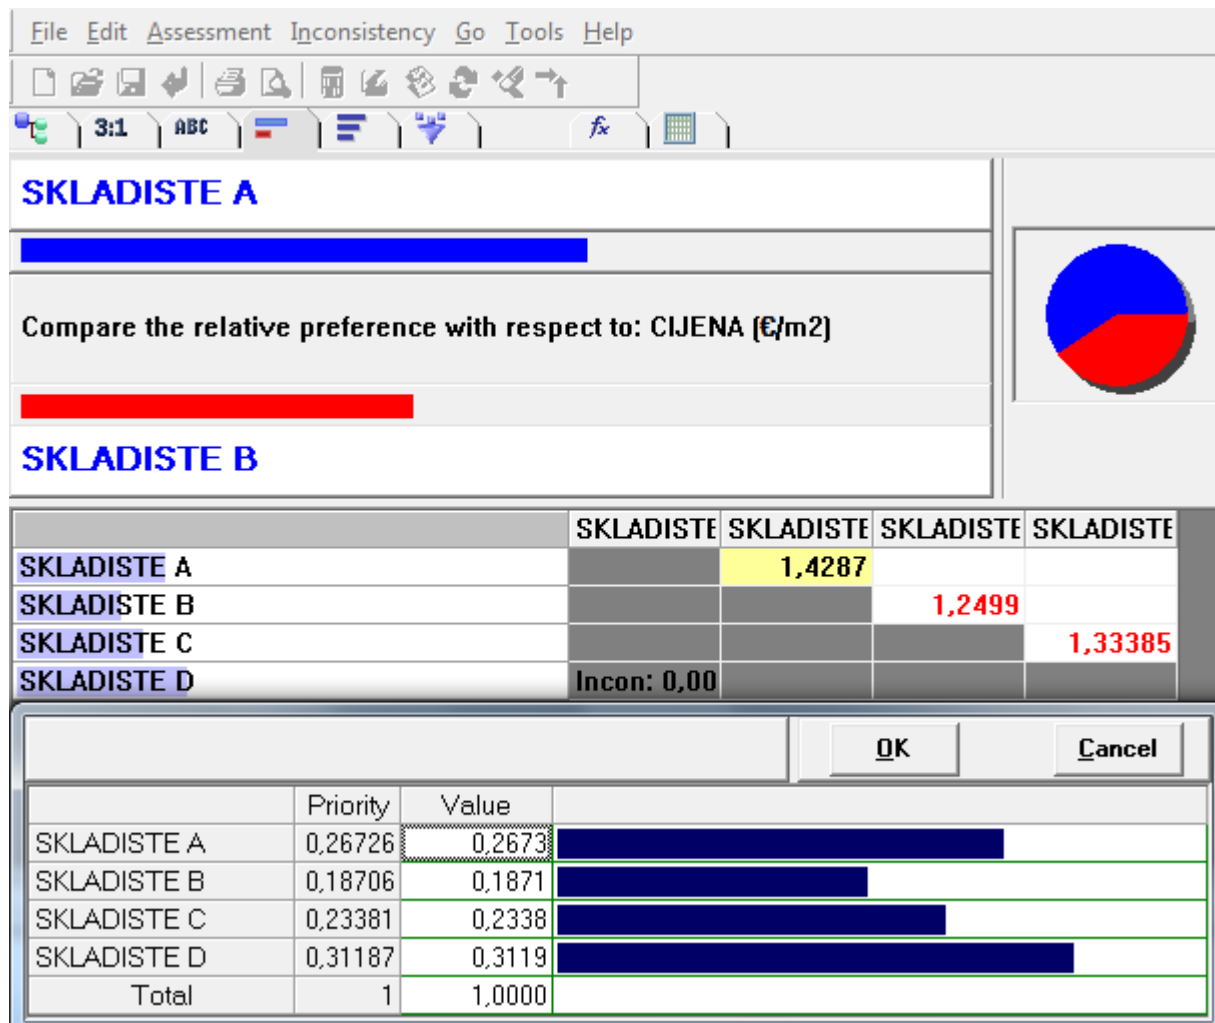 File Edit Assessment Inconsistency Go Tools Help
3:1 ABC fx
SKLADISTE A
Compare the relative preference with respect to: CIJENA (€/m2)
SKLADISTE B
SKLADISTE SKLADISTE SKLADISTE SKLADISTE
SKLADISTE A 1,4287
SKLADISTE B 1,2499
SKLADISTE C 1,33385
SKLADISTE D Incon: 0,00
OK Cancel
Priority Value
SKLADISTE A 0,26726 0,2673
SKLADISTE B 0,18706 0,1871
SKLADISTE C 0,23381 0,2338
SKLADISTE D 0,31187 0,3119
Total 1 1,0000